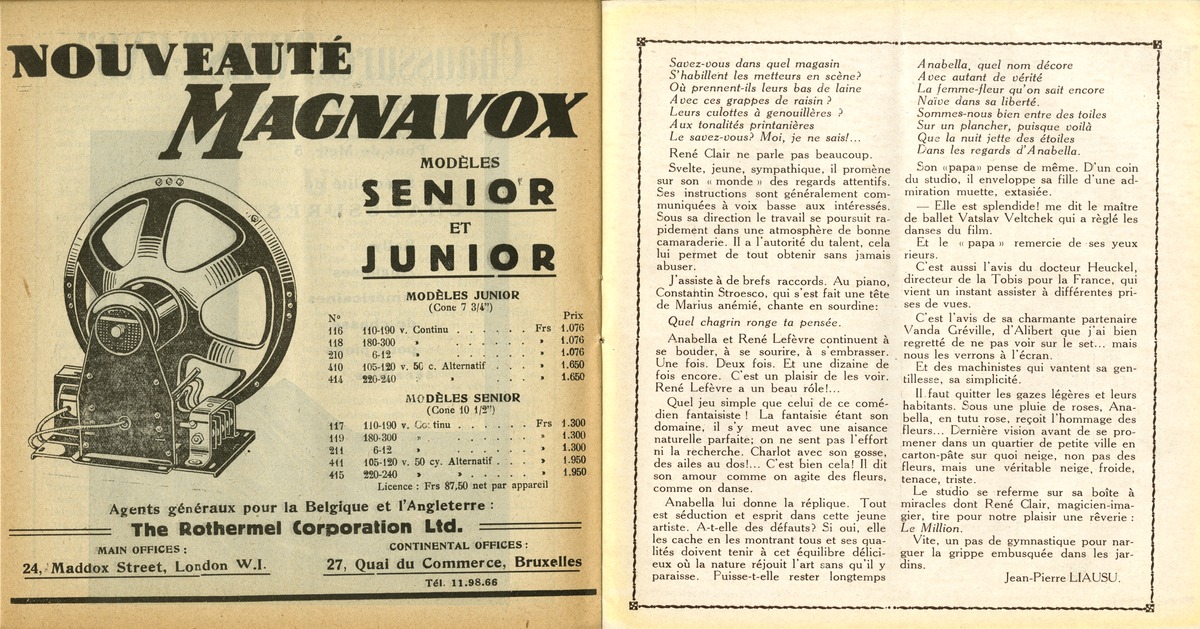 NOUVEAUTÉ
MAGNAVOX
MODÈLES
SENIOR
ET
JUNIOR
MODÈLES JUNIOR
(Cone 7 3/4")
N° Prix
116 110-190 v. Continu . . . . . . . Frs 1.076
118 180-300 » . . . . . . . » 1.076
210 6-12 » . . . . . . . » 1.076
410 105-120 v. 50 c. Alternatif . . . . » 1.650
414 220-240 » » . . . . » 1.650
MODÈLES SENIOR
(Cone 10 1/2")
117 110-190 v. Continu . . . . . . . Frs 1.300
119 180-300 » . . . . . . . » 1.300
211 6-12 » . . . . . . . » 1.300
411 105-120 v. 50 cy. Alternatif . . . » 1.950
415 220-240 » » . . . » 1.950
Licence : Frs 87,50 net par appareil
Agents généraux pour la Belgique et l'Angleterre :
The Rothermel Corporation Ltd.
MAIN OFFICES :
24, Maddox Street, London W.I.
CONTINENTAL OFFICES :
27, Quai du Commerce, Bruxelles
Tél. 11.98.66
Savez-vous dans quel magasin
S'habillent les metteurs en scène?
Où prennent-ils leurs bas de laine
Avec ces grappes de raisin ?
Leurs culottes à genouillères ?
Aux tonalités printanières
Le savez-vous? Moi, je ne sais!...
René Clair ne parle pas beaucoup.
Svelte, jeune, sympathique, il promène
sur son « monde » des regards attentifs.
Ses instructions sont généralement com-
muniquées à voix basse aux intéressés.
Sous sa direction le travail se poursuit ra-
pidement dans une atmosphère de bonne
camaraderie. Il a l'autorité du talent, cela
lui permet de tout obtenir sans jamais
abuser.
J'assiste à de brefs raccords. Au piano,
Constantin Stroesco, qui s'est fait une tête
de Marius anémié, chante en sourdine:
Quel chagrin ronge ta pensée.
Anabella et René Lefèvre continuent à
se bouder, à se sourire, à s'embrasser.
Une fois. Deux fois. Et une dizaine de
fois encore. C'est un plaisir de les voir.
René Lefèvre a un beau rôle!...
Quel jeu simple que celui de ce comé-
dien fantaisiste ! La fantaisie étant son
domaine, il s'y meut avec une aisance
naturelle parfaite; on ne sent pas l'effort
ni la recherche. Charlot avec son gosse,
des ailes au dos!... C'est bien cela! Il dit
son amour comme on agite des fleurs,
comme on danse.
Anabella lui donne la réplique. Tout
est séduction et esprit dans cette jeune
artiste. A-t-elle des défauts? Si oui, elle
les cache en les montrant tous et ses qua-
lités doivent tenir à cet équilibre délici-
eux où la nature réjouit l'art sans qu'il y
paraisse. Puisse-t-elle rester longtemps
Anabella, quel nom décore
Avec autant de vérité
La femme-fleur qu'on sait encore
Naïve dans sa liberté.
Sommes-nous bien entre des toiles
Sur un plancher, puisque voilà
Que la nuit jette des étoiles
Dans les regards d'Anabella.
Son «papa» pense de même. D'un coin
du studio, il enveloppe sa fille d'une ad-
miration muette, extasiée.
— Elle est splendide! me dit le maître
de ballet Vatslav Veltchek qui a règlé les
danses du film.
Et le « papa » remercie de ses yeux
rieurs.
C'est aussi l'avis du docteur Heuckel,
directeur de la Tobis pour la France, qui
vient un instant assister à différentes pri-
ses de vues.
C'est l'avis de sa charmante partenaire
Vanda Gréville, d'Alibert que j'ai bien
regretté de ne pas voir sur le set... mais
nous les verrons à l'écran.
Et des machinistes qui vantent sa gen-
tillesse, sa simplicité.
Il faut quitter les gazes légères et leurs
habitants. Sous une pluie de roses, Ana-
bella, en tutu rose, reçoit l'hommage des
fleurs... Dernière vision avant de se pro-
mener dans un quartier de petite ville en
carton-pâte sur quoi neige, non pas des
fleurs, mais une véritable neige, froide,
tenace, triste.
Le studio se referme sur sa boîte à
miracles dont René Clair, magicien-ima-
gier, tire pour notre plaisir une rêverie :
Le Million.
Vite, un pas de gymnastique pour nar-
guer la grippe embusquée dans les jar-
dins.
Jean-Pierre LIAUSU.